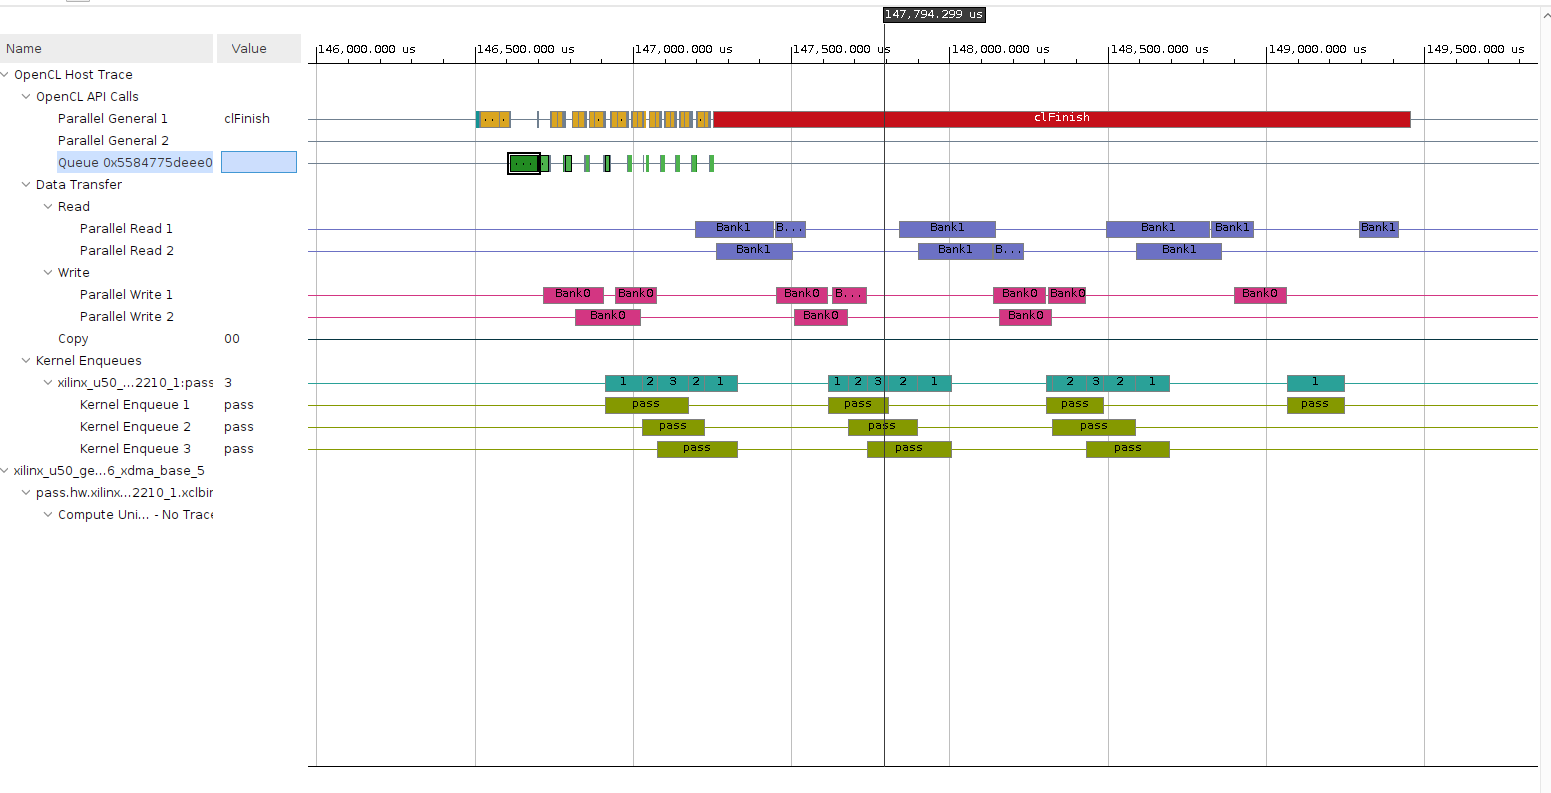 147,794.299 us
Name Value
146,000.000 us 146,500.000 us 147,000.000 us 147,500.000 us 148,000.000 us 148,500.000 us 149,000.000 us 149,500.000 us
OpenCL Host Trace
OpenCL API Calls
Parallel General 1 clFinish ... clFinish
Parallel General 2
Queue 0x5584775deee0 ...
Data Transfer
Read
Parallel Read 1 Bank1 B... Bank1 Bank1 Bank1 Bank1
Parallel Read 2 Bank1 Bank1 B... Bank1
Write
Parallel Write 1 Bank0 Bank0 Bank0 B... Bank0 Bank0 Bank0
Parallel Write 2 Bank0 Bank0 Bank0
Copy 00
Kernel Enqueues
xilinx_u50_...2210_1:pass 3 1 2 3 2 1 1 2 3 2 1 2 3 2 1 1
Kernel Enqueue 1 pass pass pass pass pass
Kernel Enqueue 2 pass pass pass pass
Kernel Enqueue 3 pass pass pass pass
xilinx_u50_ge...6_xdma_base_5
pass.hw.xilinx...2210_1.xclbin
Compute Uni... - No Trace